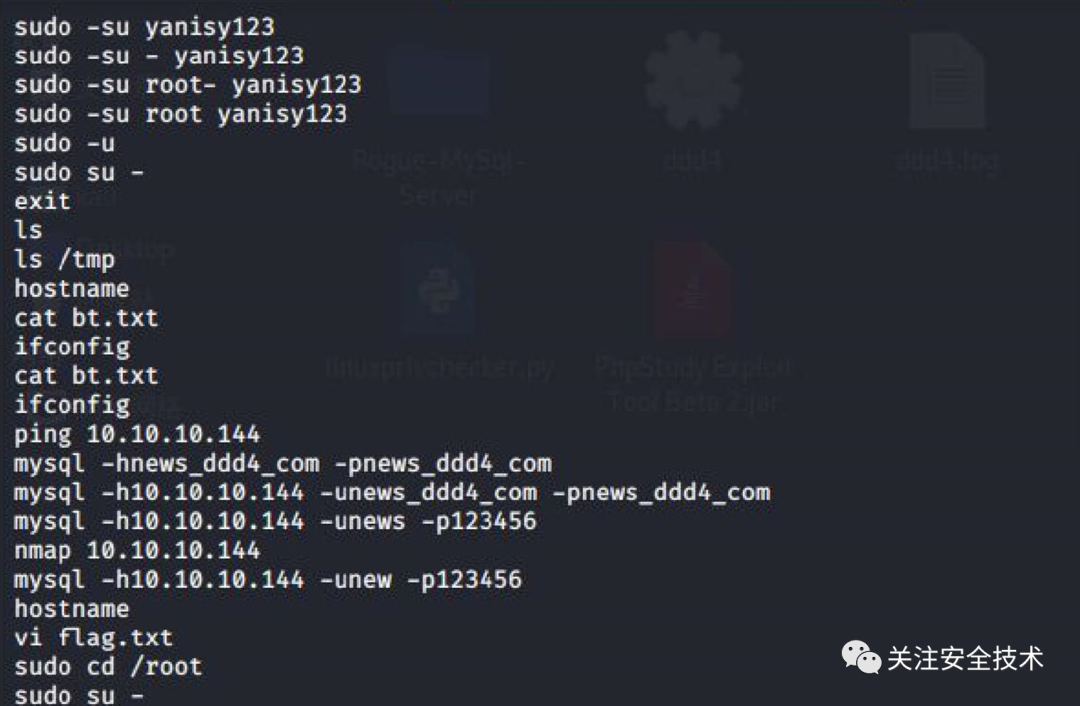 sudo -su yanisy123
sudo -su - yanisy123
sudo -su root- yanisy123
sudo -su root yanisy123
sudo -u
sudo su -
exit
ls
ls /tmp
hostname
cat bt.txt
ifconfig
cat bt.txt
ifconfig
ping 10.10.10.144
mysql -hnews_ddd4_com -pnews_ddd4_com
mysql -h10.10.10.144 -unews_ddd4_com -pnews_ddd4_com
mysql -h10.10.10.144 -unews -p123456
nmap 10.10.10.144
mysql -h10.10.10.144 -unew -p123456
hostname
vi flag.txt
sudo cd /root
sudo su -
Rogue-MySql-
Server
ddd4
ddd4.log
linuxprivchecker.py
PhpStudy Exploit
Tool Beta 2.jar
关注安全技术